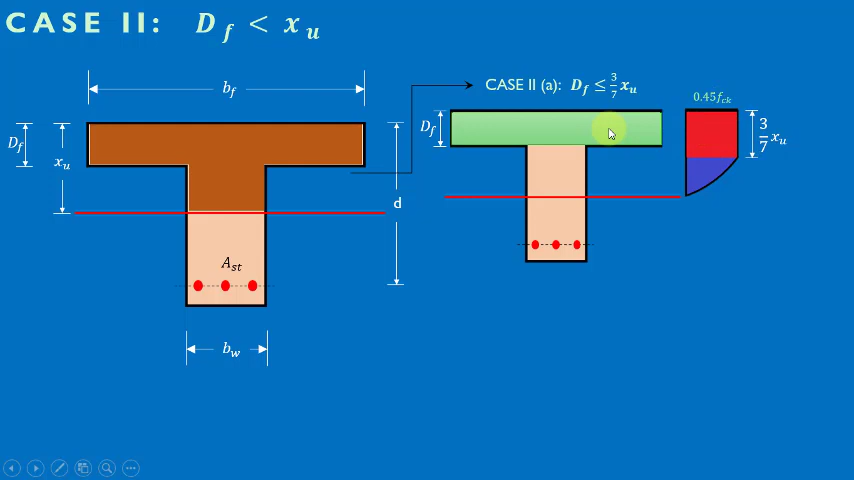 CASE II: D_f < x_u
b_f
CASE II (a): D_f ≤ 3/7 x_u
0.45f_ck
D_f
x_u
D_f
3/7 x_u
d
A_st
b_w